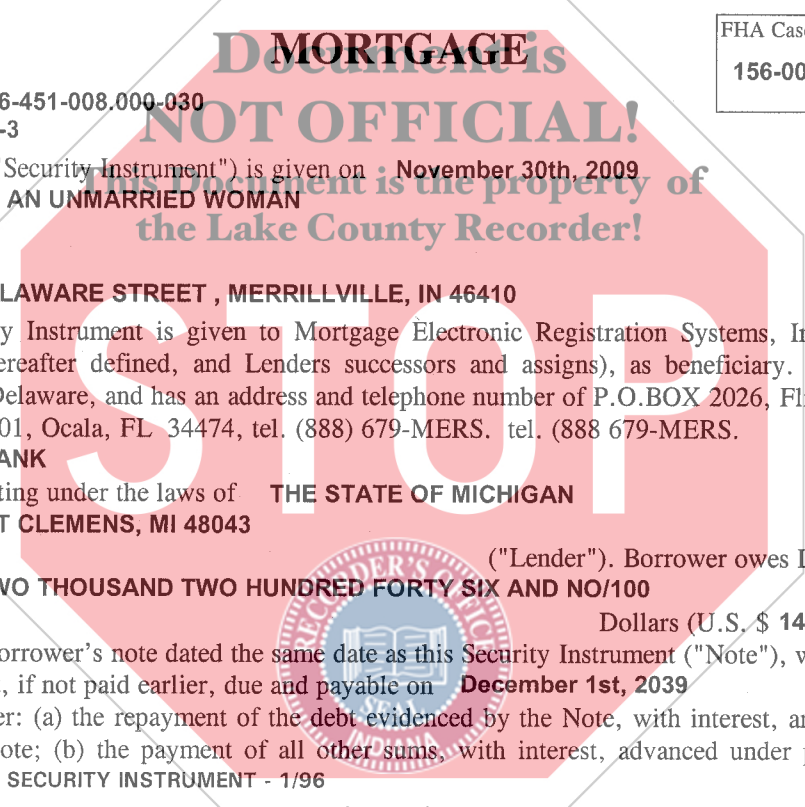 MORTGAGE
Document is
NOT OFFICIAL!
This Document is the property of
the Lake County Recorder!
STOP
FHA Case
156-00
6-451-008.000-030
-3
Security Instrument") is given on November 30th, 2009
AN UNMARRIED WOMAN
LAWARE STREET , MERRILLVILLE, IN 46410
y Instrument is given to Mortgage Electronic Registration Systems, In
ereafter defined, and Lenders successors and assigns), as beneficiary.
Delaware, and has an address and telephone number of P.O.BOX 2026, Fl
01, Ocala, FL 34474, tel. (888) 679-MERS. tel. (888 679-MERS.
ANK
ting under the laws of THE STATE OF MICHIGAN
T CLEMENS, MI 48043
("Lender"). Borrower owes L
WO THOUSAND TWO HUNDRED FORTY SIX AND NO/100
Dollars (U.S. $ 14
orrower's note dated the same date as this Security Instrument ("Note"), w
, if not paid earlier, due and payable on December 1st, 2039
er: (a) the repayment of the debt evidenced by the Note, with interest, an
ote; (b) the payment of all other sums, with interest, advanced under p
SECURITY INSTRUMENT - 1/96
RECORDER'S OFFICE
SEAL
INDIANA